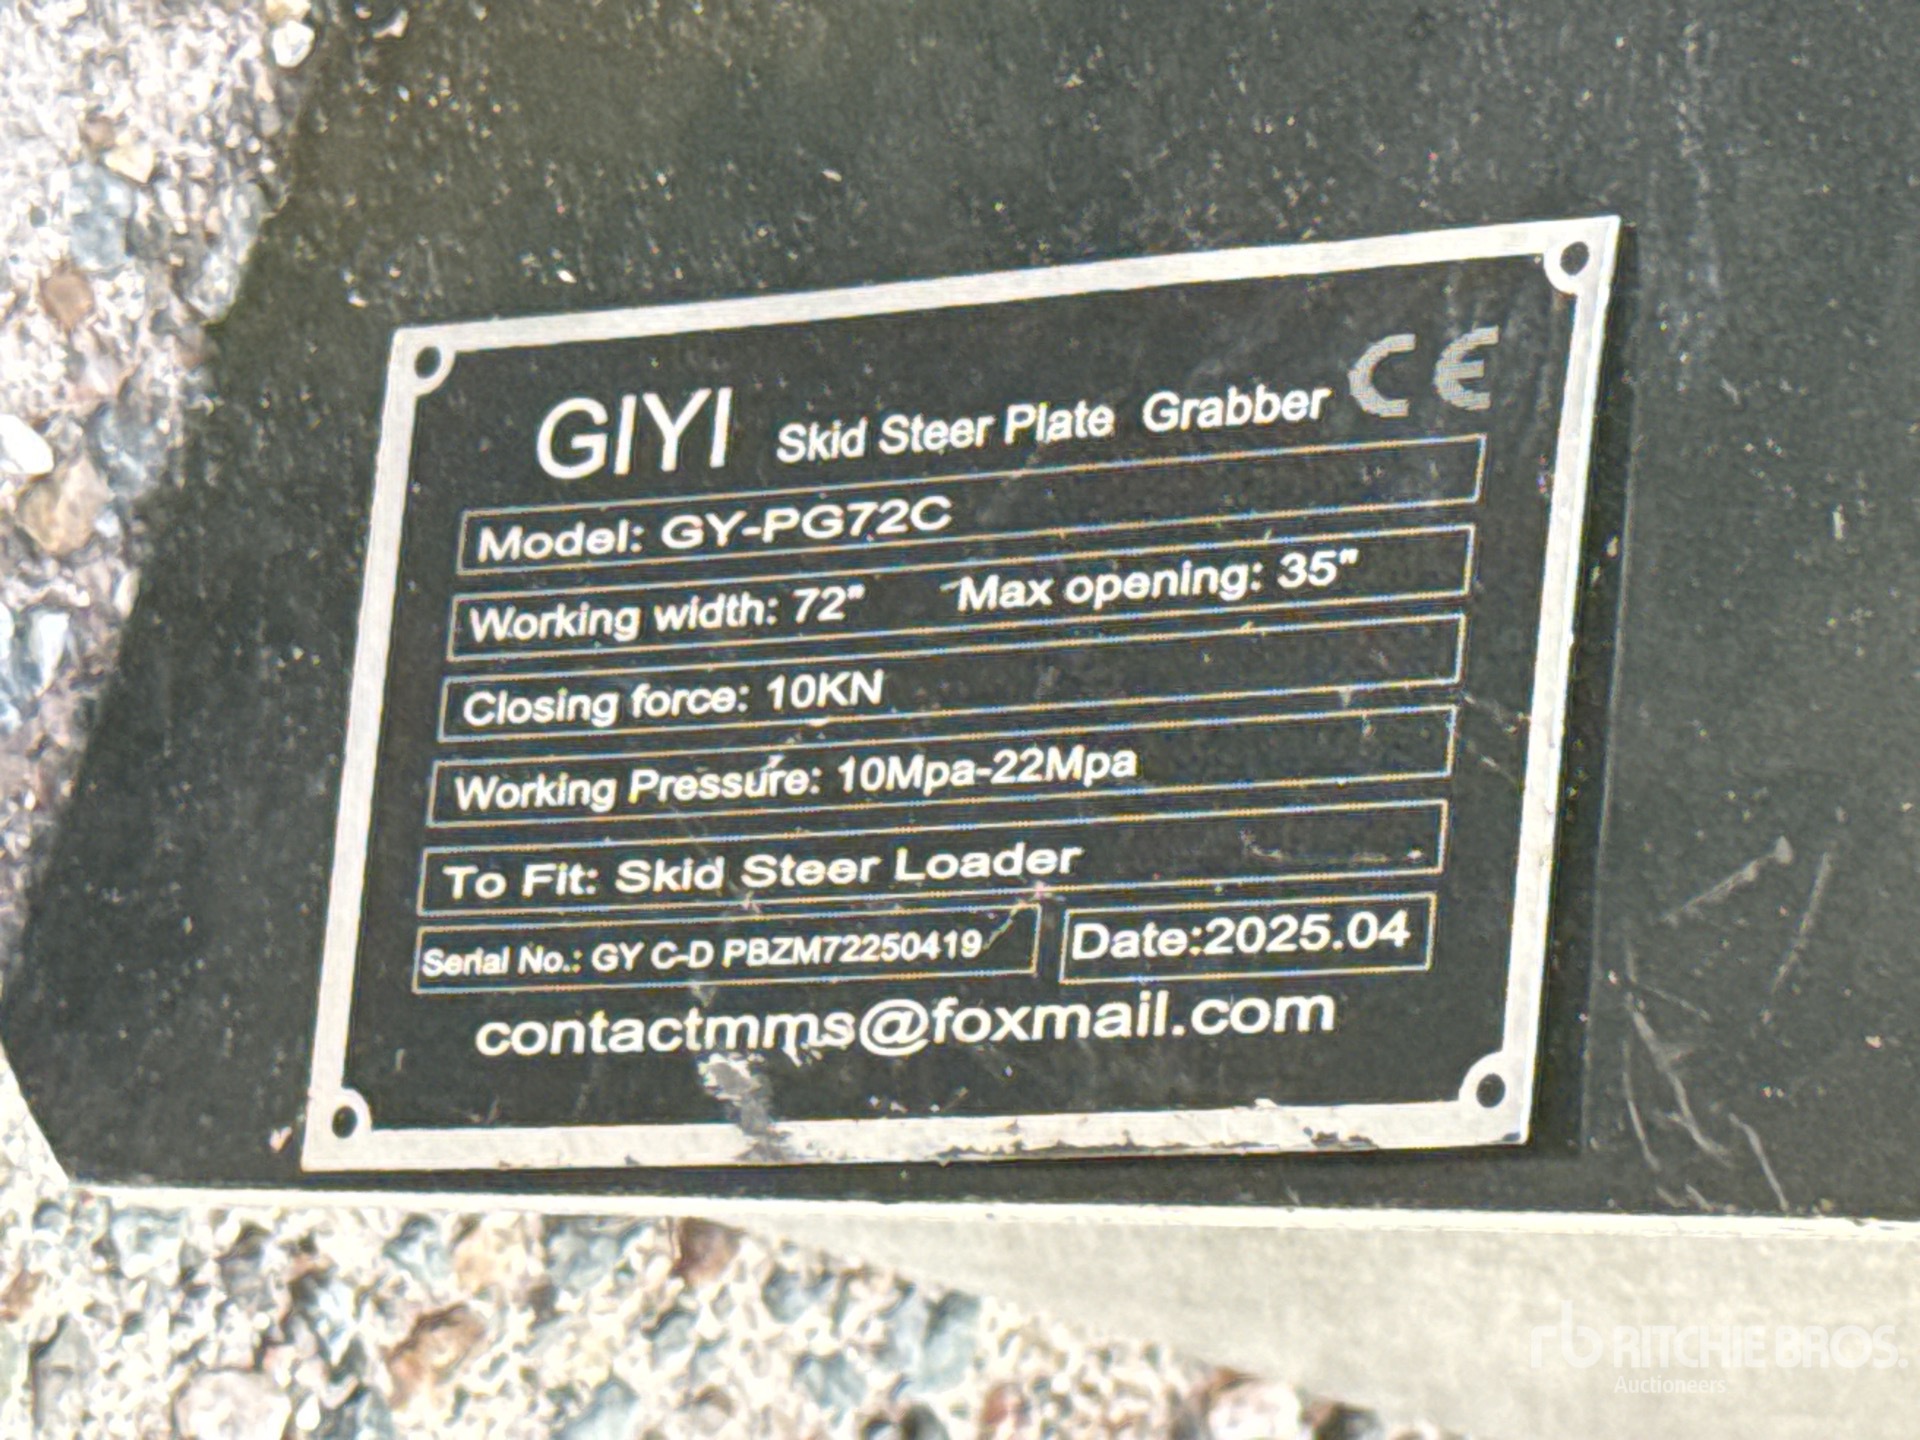 GIYI Skid Steer Plate Grabber CE
Model: GY-PG72C
Working width: 72" Max opening: 35"
Closing force: 10KN
Working Pressure: 10Mpa-22Mpa
To Fit: Skid Steer Loader
Serial No.: GY C-D PBZM72250419 Date:2025.04
contactmms@foxmail.com
rb RITCHIE BROS.
Auctioneers